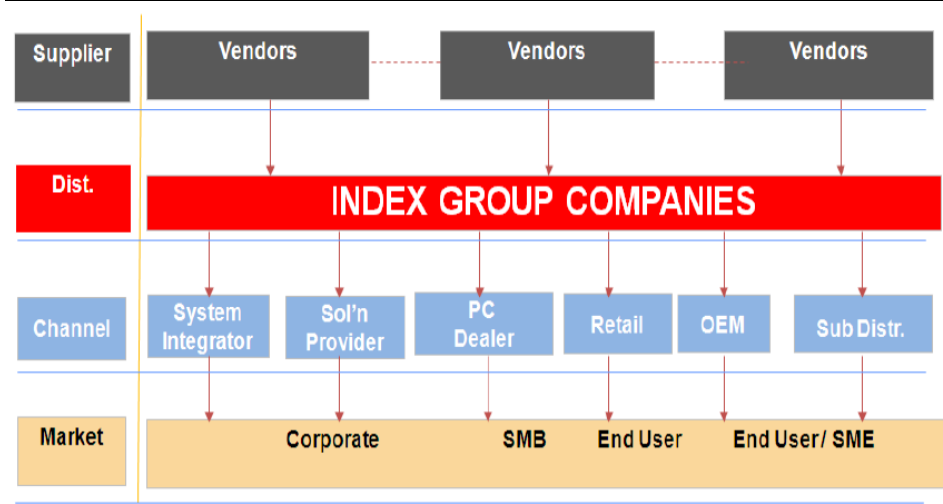 Supplier
Vendors
Vendors
Vendors
Dist.
INDEX GROUP COMPANIES
Channel
System
Integrator
Sol'n
Provider
PC
Dealer
Retail
OEM
Sub Distr.
Market
Corporate
SMB
End User
End User/ SME